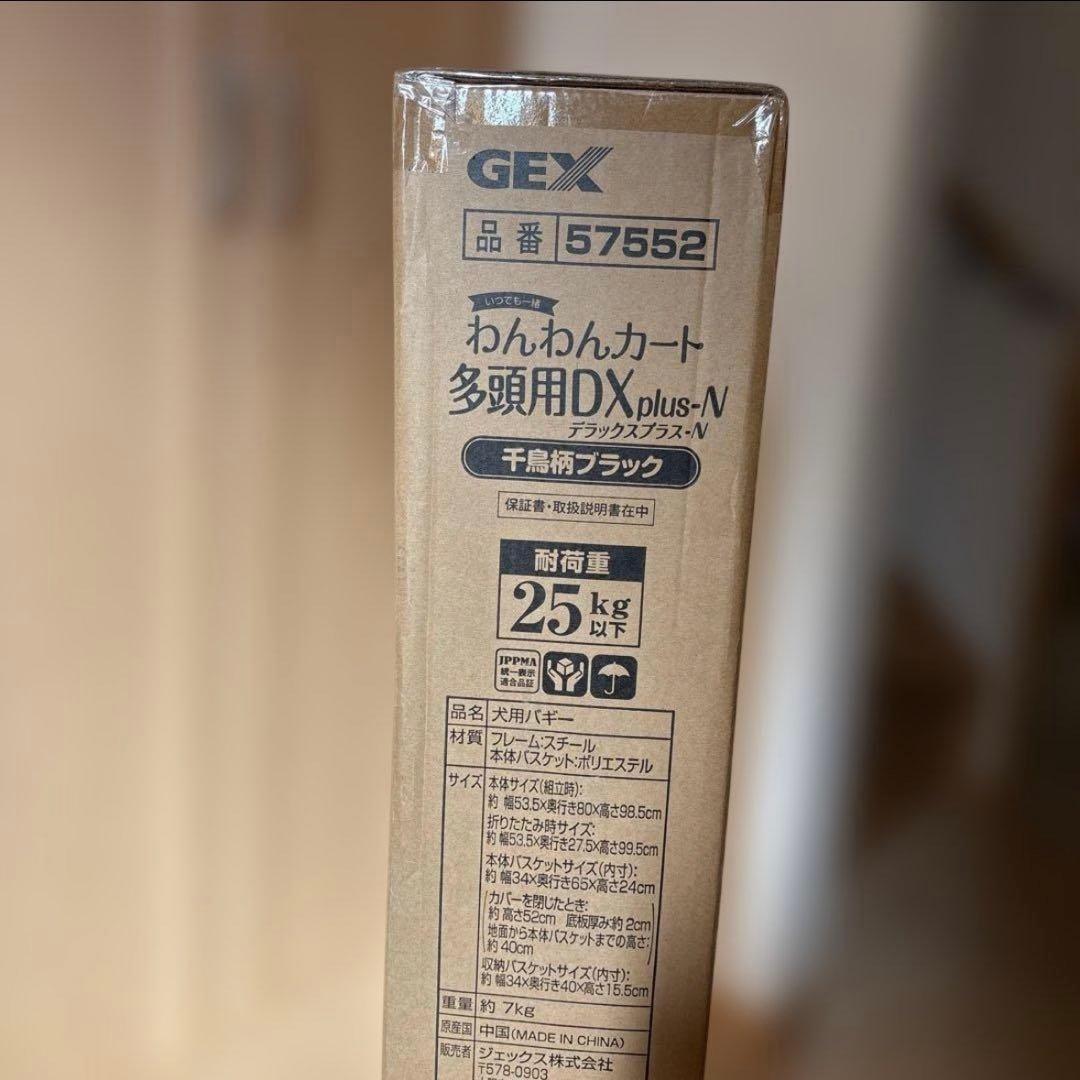 GEX
品番 57552
いつでも一緒
わんわんカート
多頭用DX plus-N
デラックスプラス-N
千鳥柄ブラック
保証書・取扱説明書在中
耐荷重
25kg以下
JPPMA
統一表示
適合品証
品名 犬用バギー
材質 フレーム:スチール
本体バスケット:ポリエステル
サイズ 本体サイズ(組立時):
約 幅53.5×奥行き80×高さ98.5cm
折りたたみ時サイズ:
約 幅53.5×奥行き27.5×高さ99.5cm
本体バスケットサイズ(内寸):
約 幅34×奥行き65×高さ24cm
(カバーを閉じたとき:
約 高さ52cm 底板厚み:約 2cm
地面から本体バスケットまでの高さ:
約 40cm)
収納バスケットサイズ(内寸):
約 幅34×奥行き40×高さ15.5cm
重量 約 7kg
原産国 中国(MADE IN CHINA)
販売者 ジェックス株式会社
〒578-0903